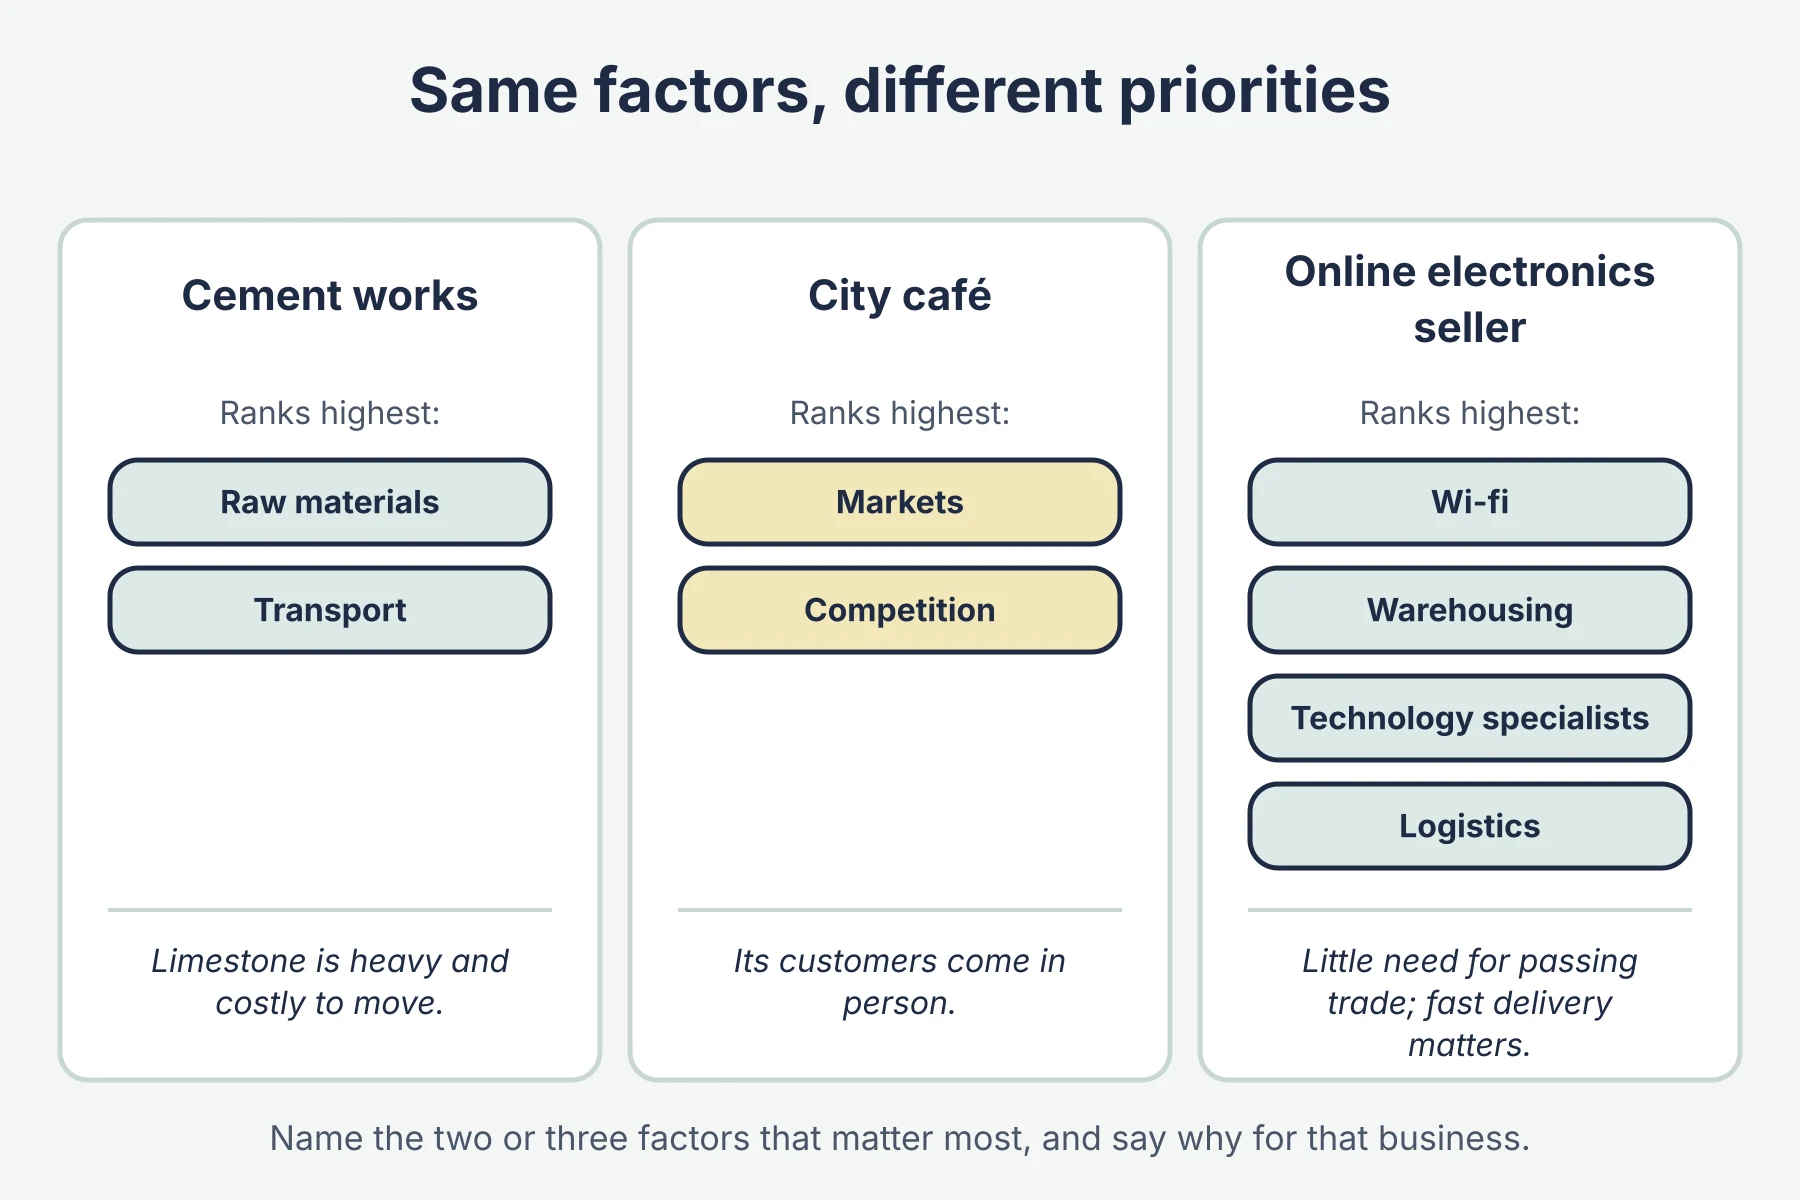 Same factors, different priorities
Cement works
Ranks highest:
Raw materials
Transport
Limestone is heavy and
costly to move.
City café
Ranks highest:
Markets
Competition
Its customers come in
person.
Online electronics
seller
Ranks highest:
Wi-fi
Warehousing
Technology specialists
Logistics
Little need for passing
trade; fast delivery
matters.
Name the two or three factors that matter most, and say why for that business.